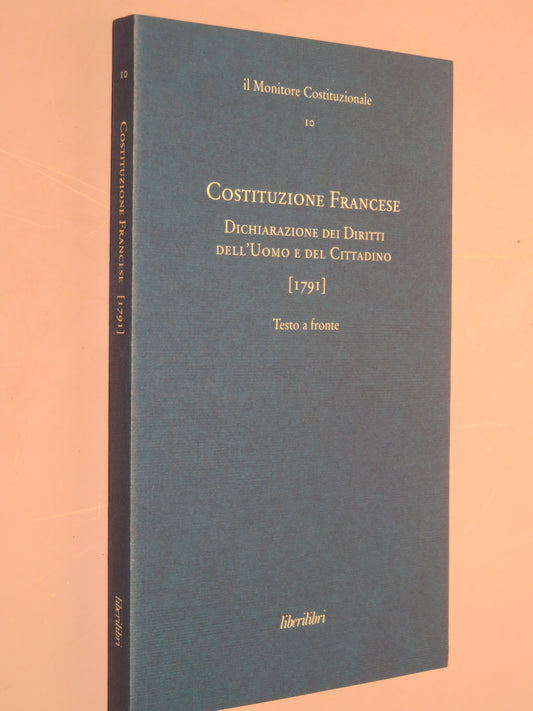 il Monitore Costituzionale
10
Costituzione Francese
Dichiarazione dei Diritti
dell'Uomo e del Cittadino
[1791]
Testo a fronte
liberilibri
10
Costituzione Francese [1791]
liberilibri